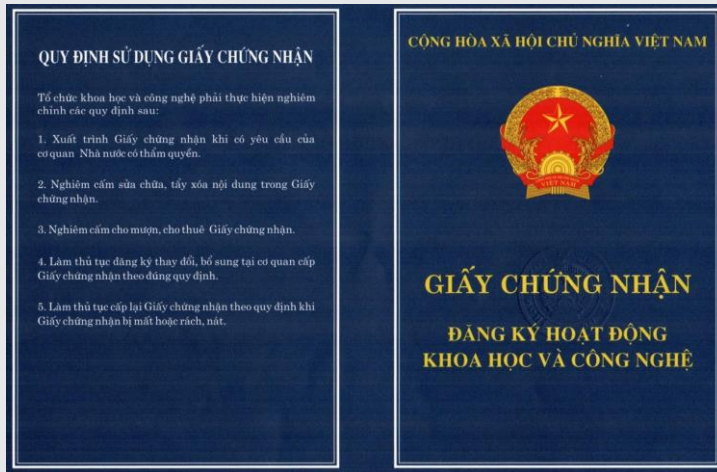 QUY ĐỊNH SỬ DỤNG GIẤY CHỨNG NHẬN
Tổ chức khoa học và công nghệ phải thực hiện nghiêm
chỉnh các quy định sau:
1. Xuất trình Giấy chứng nhận khi có yêu cầu của
cơ quan Nhà nước có thẩm quyền.
2. Nghiêm cấm sửa chữa, tẩy xóa nội dung trong Giấy
chứng nhận.
3. Nghiêm cấm cho mượn, cho thuê Giấy chứng nhận.
4. Làm thủ tục đăng ký thay đổi, bổ sung tại cơ quan cấp
Giấy chứng nhận theo đúng quy định.
5. Làm thủ tục cấp lại Giấy chứng nhận theo quy định khi
Giấy chứng nhận bị mất hoặc rách, nát.
CỘNG HÒA XÃ HỘI CHỦ NGHĨA VIỆT NAM
VIỆT NAM
GIẤY CHỨNG NHẬN
ĐĂNG KÝ HOẠT ĐỘNG
KHOA HỌC VÀ CÔNG NGHỆ